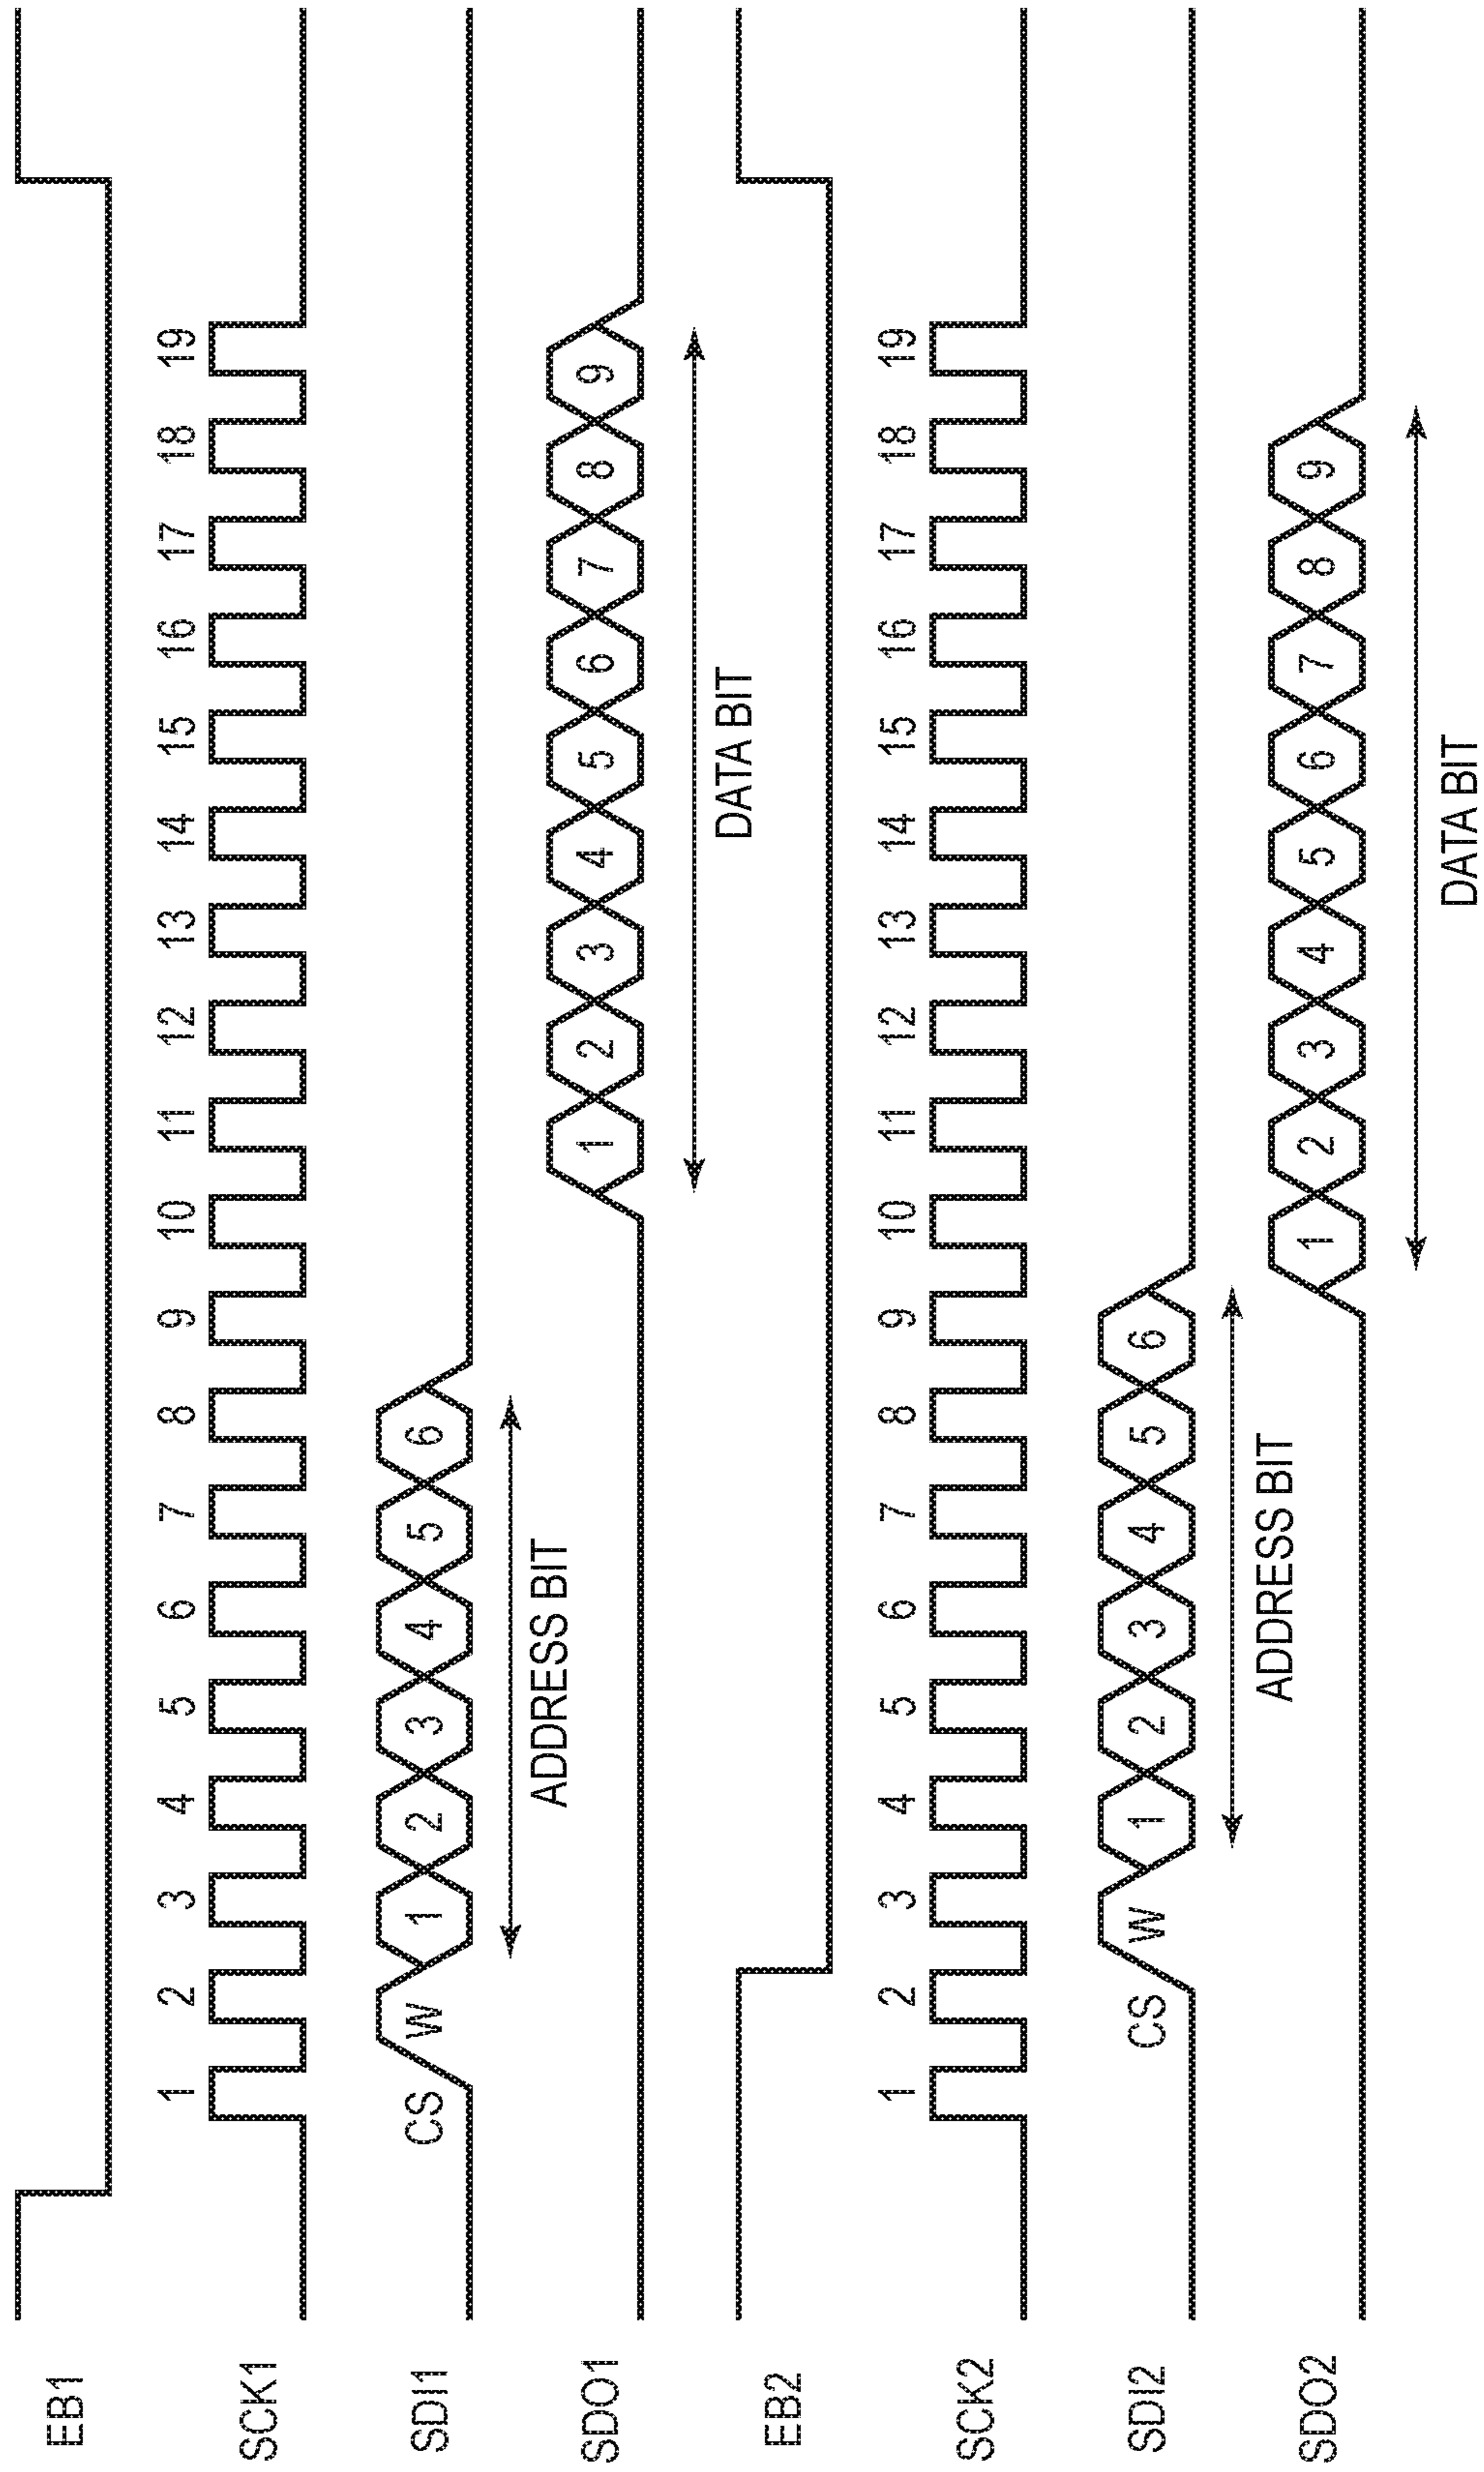 EB1
SCK1
1 2 3 4 5 6 7 8 9 10 11 12 13 14 15 16 17 18 19
SDI1
CS W 1 2 3 4 5 6
ADDRESS BIT
SDO1
1 2 3 4 5 6 7 8 9
DATA BIT
EB2
SCK2
1 2 3 4 5 6 7 8 9 10 11 12 13 14 15 16 17 18 19
SDI2
CS W 1 2 3 4 5 6
ADDRESS BIT
SDO2
1 2 3 4 5 6 7 8 9
DATA BIT